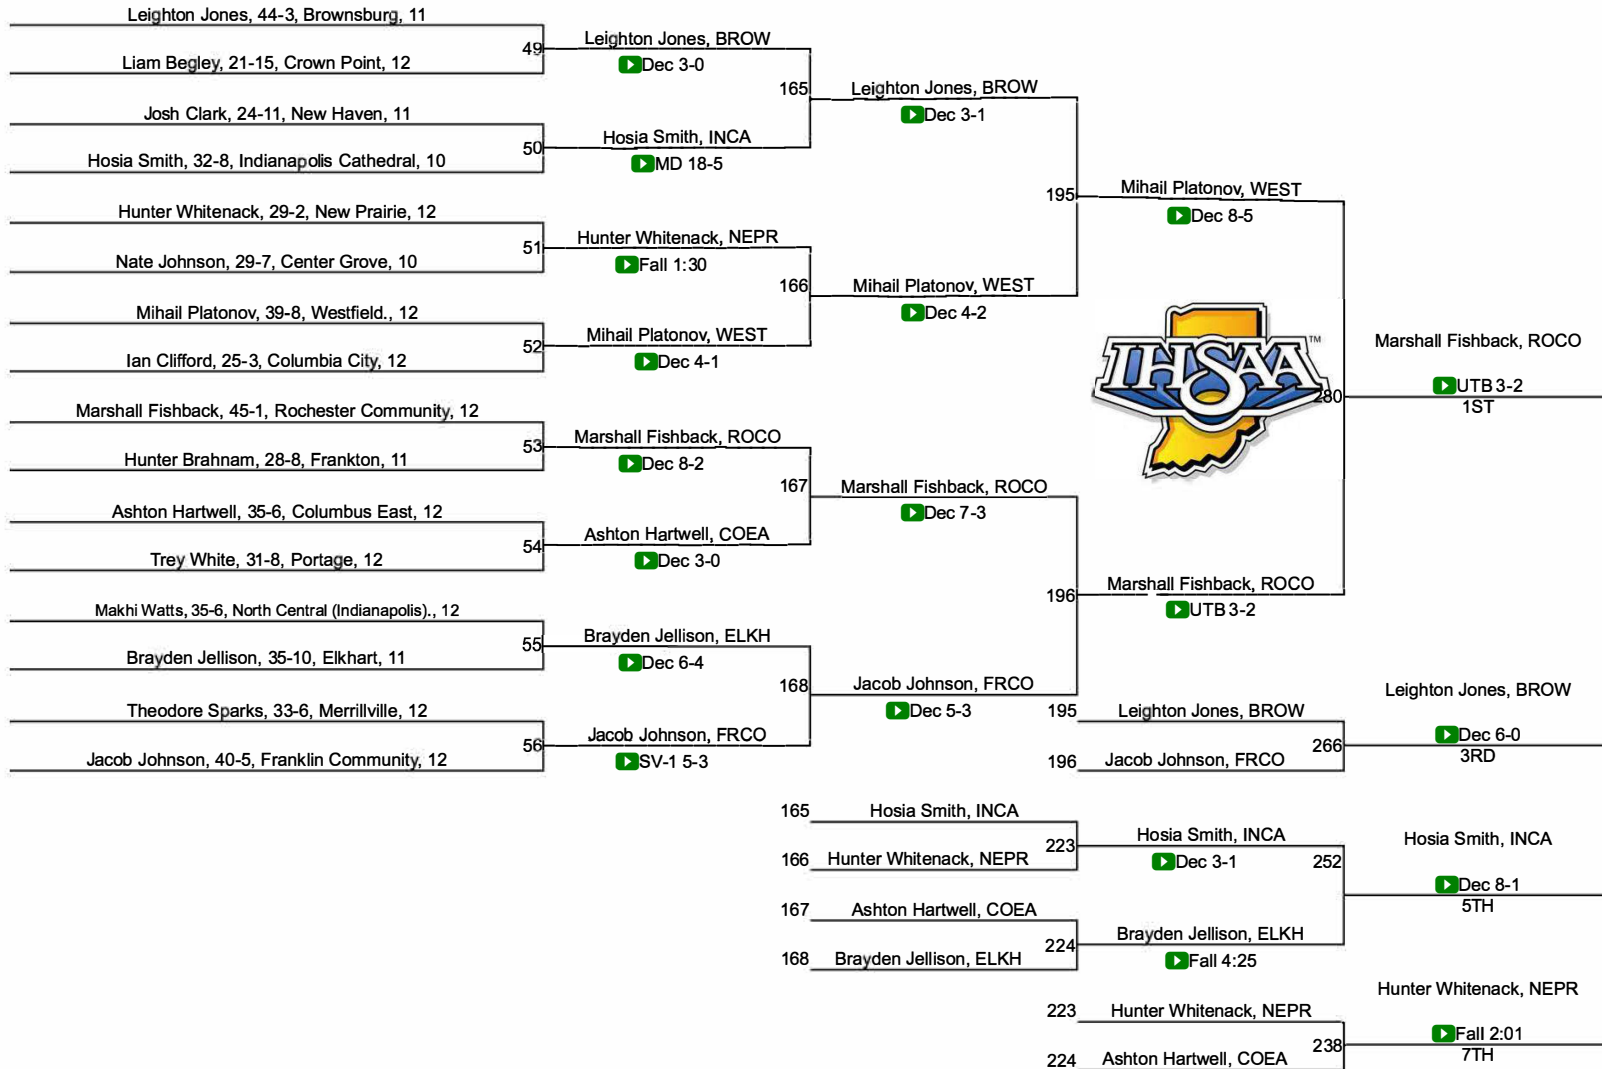 Leighton Jones, 44-3, Brownsburg, 11
49
Liam Begley, 21-15, Crown Point, 12
Leighton Jones, BROW
Dec 3-0
165
Josh Clark, 24-11, New Haven, 11
50
Hosia Smith, 32-8, Indianapolis Cathedral, 10
Hosia Smith, INCA
MD 18-5
Leighton Jones, BROW
Dec 3-1
195
Hunter Whitenack, 29-2, New Prairie, 12
51
Nate Johnson, 29-7, Center Grove, 10
Hunter Whitenack, NEPR
Fall 1:30
166
Mihail Platonov, 39-8, Westfield., 12
52
Ian Clifford, 25-3, Columbia City, 12
Mihail Platonov, WEST
Dec 4-1
Mihail Platonov, WEST
Dec 4-2
Mihail Platonov, WEST
Dec 8-5
IHSAA™
280
Marshall Fishback, ROCO
UTB 3-2
1ST
Marshall Fishback, 45-1, Rochester Community, 12
53
Hunter Brahnam, 28-8, Frankton, 11
Marshall Fishback, ROCO
Dec 8-2
167
Ashton Hartwell, 35-6, Columbus East, 12
54
Trey White, 31-8, Portage, 12
Ashton Hartwell, COEA
Dec 3-0
Marshall Fishback, ROCO
Dec 7-3
196
Marshall Fishback, ROCO
UTB 3-2
Makhi Watts, 35-6, North Central (Indianapolis)., 12
55
Brayden Jellison, 35-10, Elkhart, 11
Brayden Jellison, ELKH
Dec 6-4
168
Theodore Sparks, 33-6, Merrillville, 12
56
Jacob Johnson, 40-5, Franklin Community, 12
Jacob Johnson, FRCO
SV-1 5-3
Jacob Johnson, FRCO
Dec 5-3
195 Leighton Jones, BROW
266
196 Jacob Johnson, FRCO
Leighton Jones, BROW
Dec 6-0
3RD
165 Hosia Smith, INCA
223
166 Hunter Whitenack, NEPR
Hosia Smith, INCA
Dec 3-1
252
167 Ashton Hartwell, COEA
224
168 Brayden Jellison, ELKH
Brayden Jellison, ELKH
Fall 4:25
Hosia Smith, INCA
Dec 8-1
5TH
223 Hunter Whitenack, NEPR
238
224 Ashton Hartwell, COEA
Hunter Whitenack, NEPR
Fall 2:01
7TH